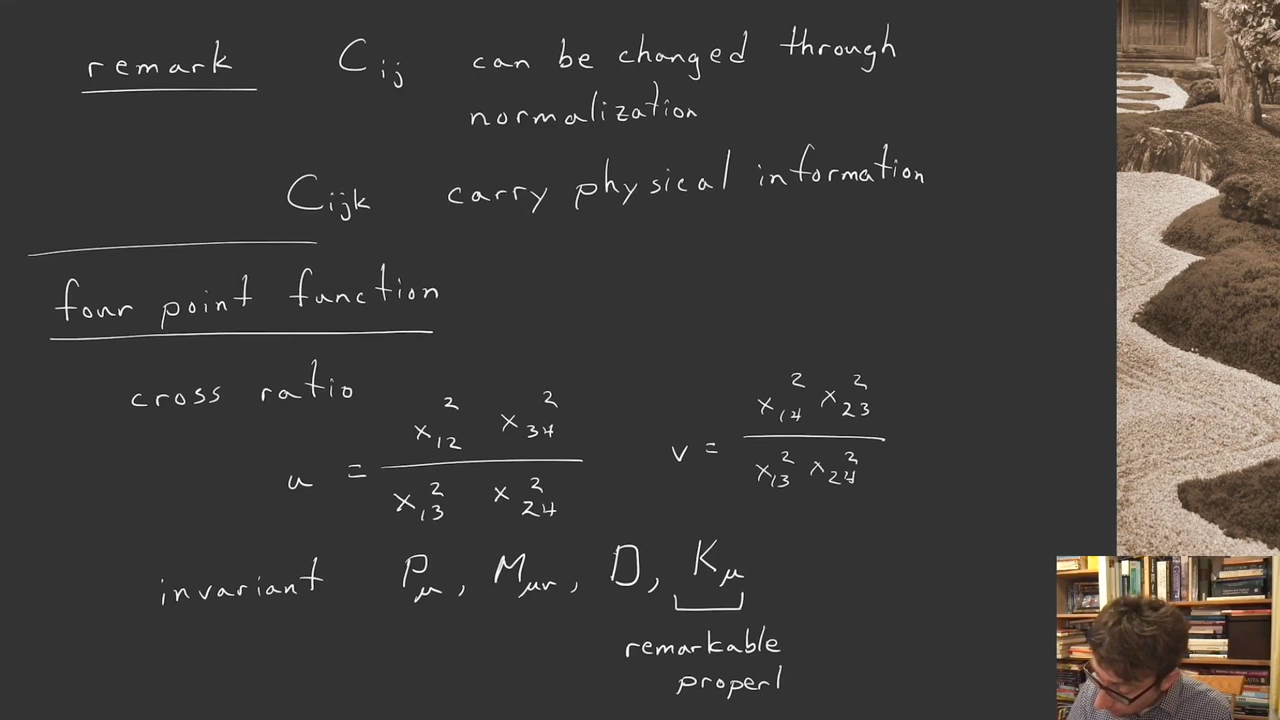 remark C_ij can be changed through
normalization
C_ijk carry physical information
four point function
cross ratio
u = x_12^2 x_34^2 / x_13^2 x_24^2   v = x_14^2 x_23^2 / x_13^2 x_24^2
invariant P_μ, M_μν, D, K_μ
remarkable
properl